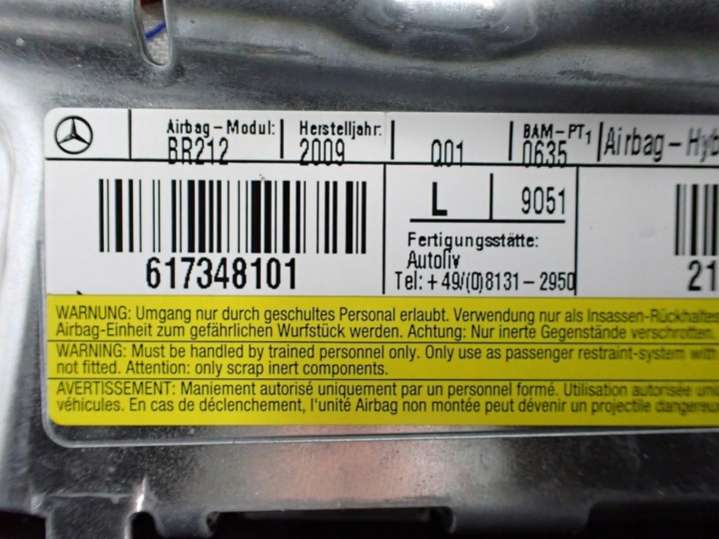 Airbag-Modul: Herstelljahr: BAM-PT1 Airbag-Hyb
BR212 2009 Q01 0635
L 9051
Fertigungsstätte:
Autoliv
Tel: +49/(0)8131-2950
617348101 21
WARNUNG: Umgang nur durch geschultes Personal erlaubt. Verwendung nur als Insassen-Rückhaltes
Airbag-Einheit zum gefährlichen Wurfstück werden. Achtung: Nur inerte Gegenstände verschrotten.
WARNING: Must be handled by trained personnel only. Only use as passenger restraint-system
not fitted. Attention: only scrap inert components.
AVERTISSEMENT: Maniement autorisé uniquement par un personnel formé. Utilisation autorisée
véhicules. En cas de déclenchement, l'unité Airbag non montée peut dévenir un projectile